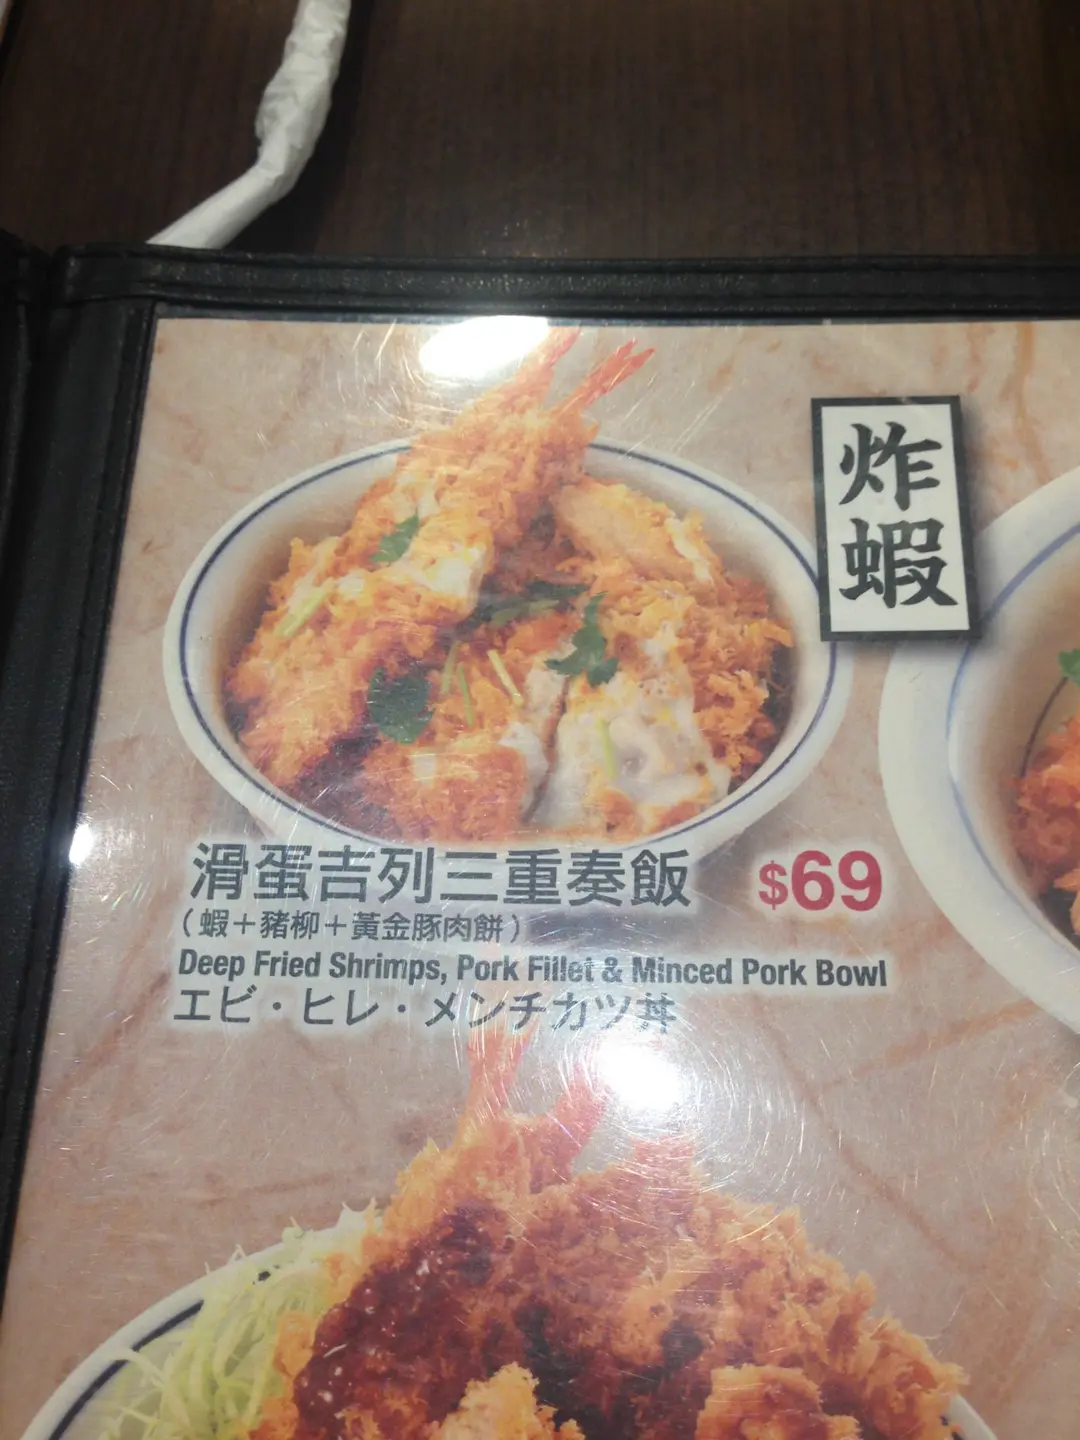 炸蝦
滑蛋吉列三重奏飯 $69
（蝦＋豬柳＋黃金豚肉餅）
Deep Fried Shrimps, Pork Fillet & Minced Pork Bowl
エビ・ヒレ・メンチカツ丼